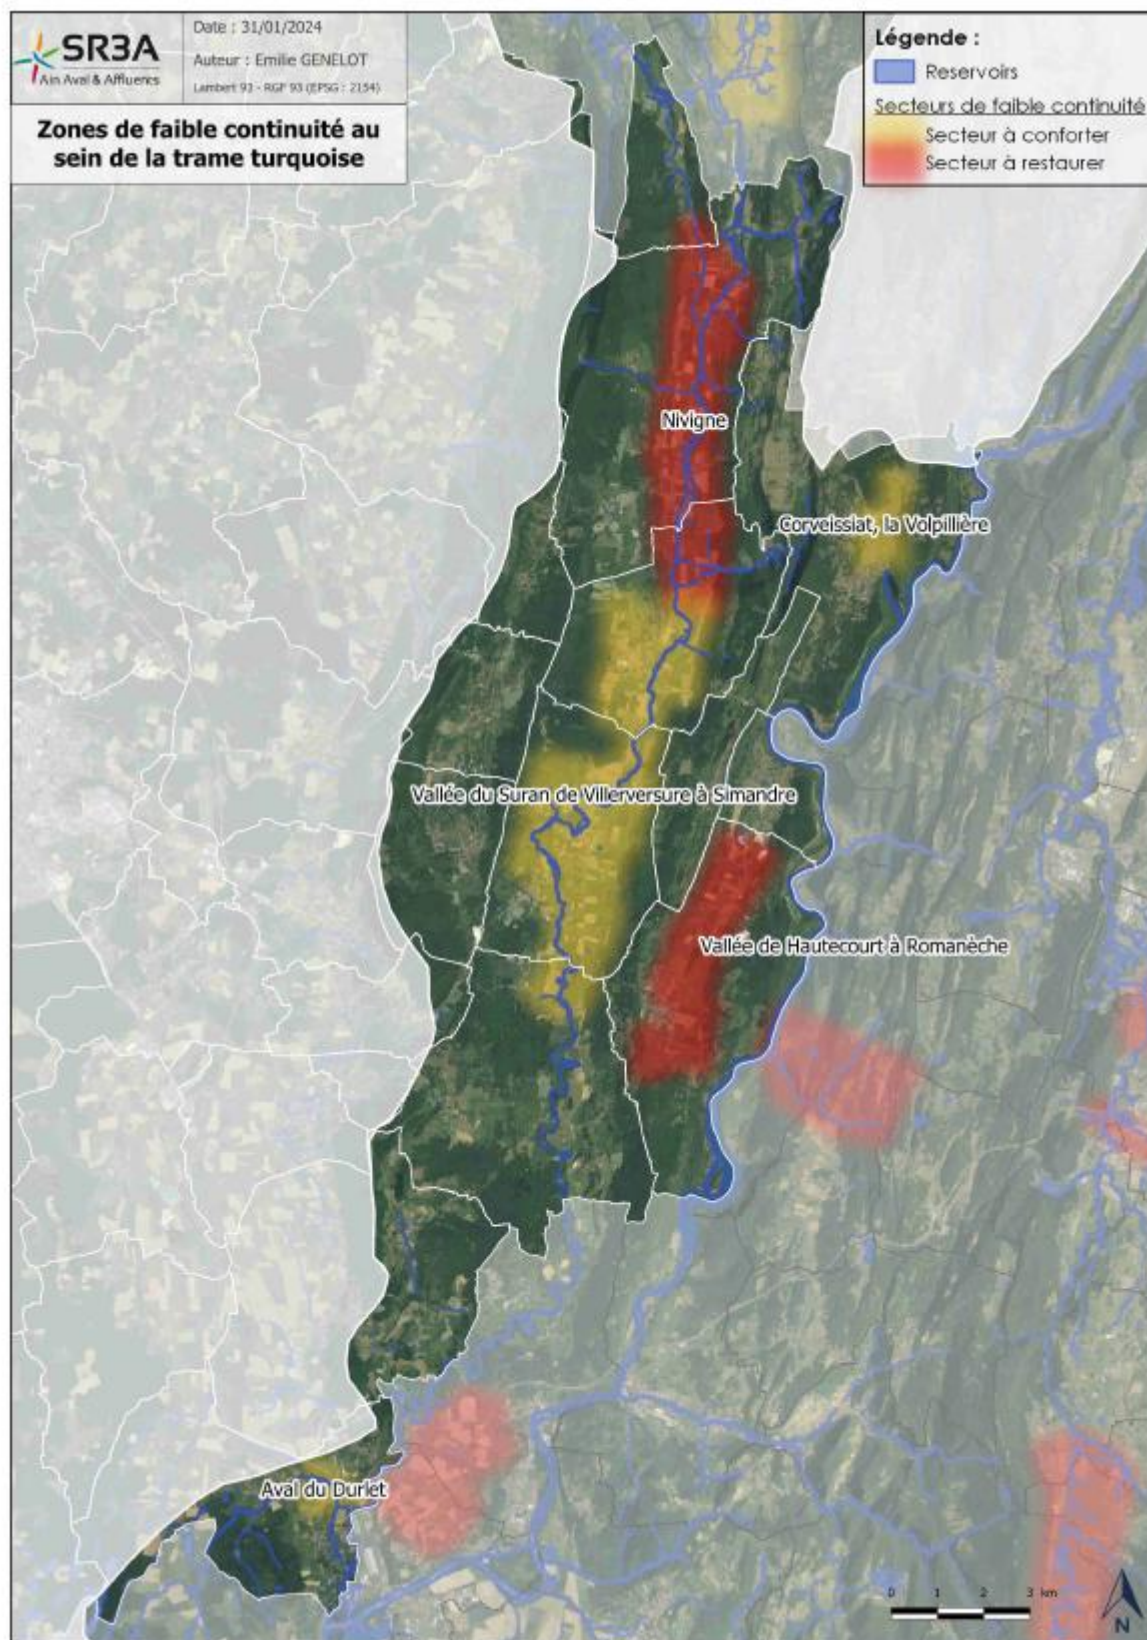 SR3A
Ain Aval & Affluents
Date : 31/01/2024
Auteur : Emilie GENELOT
Lambert 93 - RGF 93 (EPSG : 2154)
Zones de faible continuité au
sein de la trame turquoise
Légende :
Reservoirs
Secteurs de faible continuité
Secteur à conforter
Secteur à restaurer
Nivigne
Corveissiat, la Volpillière
Vallée du Suran de Villerversure à Simandre
Vallée de Hautecourt à Romanèche
Aval du Durlet
0 1 2 3 km
N